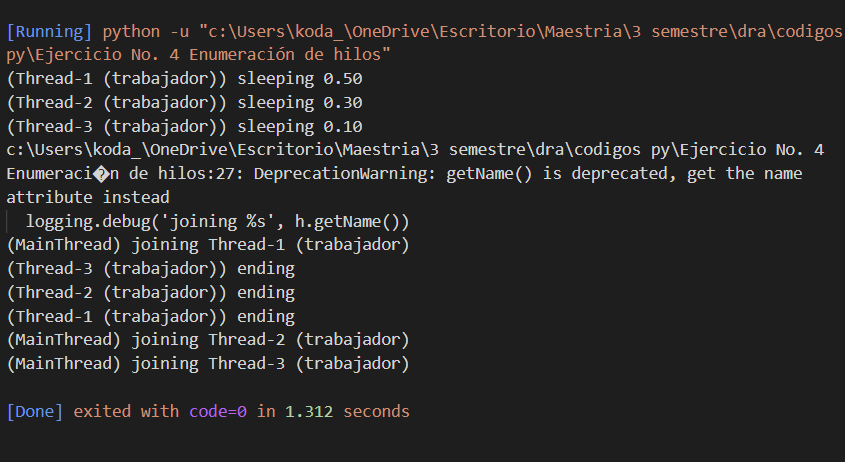 [Running] python -u "c:\Users\koda_\OneDrive\Escritorio\Maestria\3 semestre\dra\codigos
py\Ejercicio No. 4 Enumeración de hilos"
(Thread-1 (trabajador)) sleeping 0.50
(Thread-2 (trabajador)) sleeping 0.30
(Thread-3 (trabajador)) sleeping 0.10
c:\Users\koda_\OneDrive\Escritorio\Maestria\3 semestre\dra\codigos py\Ejercicio No. 4
Enumeraci�n de hilos:27: DeprecationWarning: getName() is deprecated, get the name
attribute instead
  logging.debug('joining %s', h.getName())
(MainThread) joining Thread-1 (trabajador)
(Thread-3 (trabajador)) ending
(Thread-2 (trabajador)) ending
(Thread-1 (trabajador)) ending
(MainThread) joining Thread-2 (trabajador)
(MainThread) joining Thread-3 (trabajador)
[Done] exited with code=0 in 1.312 seconds